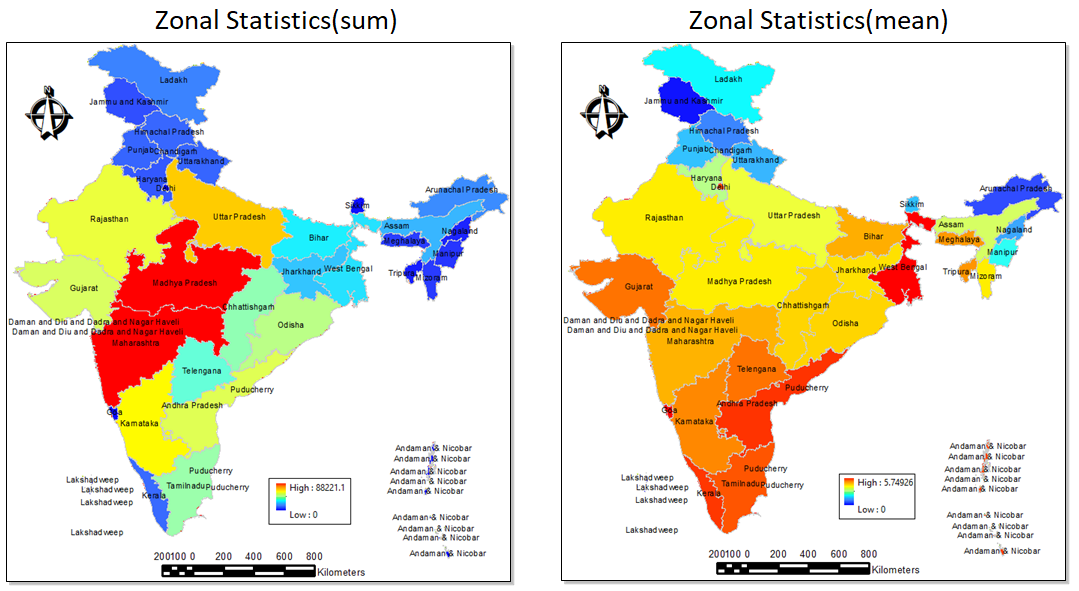 Zonal Statistics(sum)
N
Ladakh
Jammu and Kashmir
Himachal Pradesh
Punjab
Chandigarh
Uttarakhand
Haryana
Delhi
Arunachal Pradesh
Sikkim
Rajasthan
Uttar Pradesh
Assam
Nagaland
Meghalaya
Bihar
Manipur
Tripura
Mizoram
Jharkhand
West Bengal
Gujarat
Madhya Pradesh
Chhattishgarh
Daman and Diu and Dadra and Nagar Haveli
Daman and Diu and Dadra and Nagar Haveli
Maharashtra
Odisha
Telengana
Puducherry
Andhra Pradesh
Goa
Karnataka
Andaman & Nicobar
Andaman & Nicobar
Andaman & Nicobar
Andaman & Nicobar
Andaman & Nicobar
Puducherry
Lakshadweep
Lakshadweep
Lakshadweep
Kerala
Tamilnadu
Puducherry
High : 88221.1
Low : 0
Andaman & Nicobar
Andaman & Nicobar
Andaman & Nicobar
Andaman & Nicobar
Lakshadweep
200 100 0 200 400 600 800
Kilometers
Zonal Statistics(mean)
N
Ladakh
Jammu and Kashmir
Himachal Pradesh
Punjab
Chandigarh
Uttarakhand
Haryana
Delhi
Arunachal Pradesh
Sikkim
Rajasthan
Uttar Pradesh
Assam
Nagaland
Meghalaya
Bihar
Manipur
Tripura
Mizoram
Jharkhand
West Bengal
Gujarat
Madhya Pradesh
Chhattishgarh
Daman and Diu and Dadra and Nagar Haveli
Daman and Diu and Dadra and Nagar Haveli
Maharashtra
Odisha
Telengana
Puducherry
Andhra Pradesh
Goa
Karnataka
Andaman & Nicobar
Andaman & Nicobar
Andaman & Nicobar
Andaman & Nicobar
Andaman & Nicobar
Puducherry
Lakshadweep
Lakshadweep
Lakshadweep
Kerala
Tamilnadu
Puducherry
High : 5.74926
Low : 0
Andaman & Nicobar
Andaman & Nicobar
Andaman & Nicobar
Andaman & Nicobar
Lakshadweep
200 100 0 200 400 600 800
Kilometers